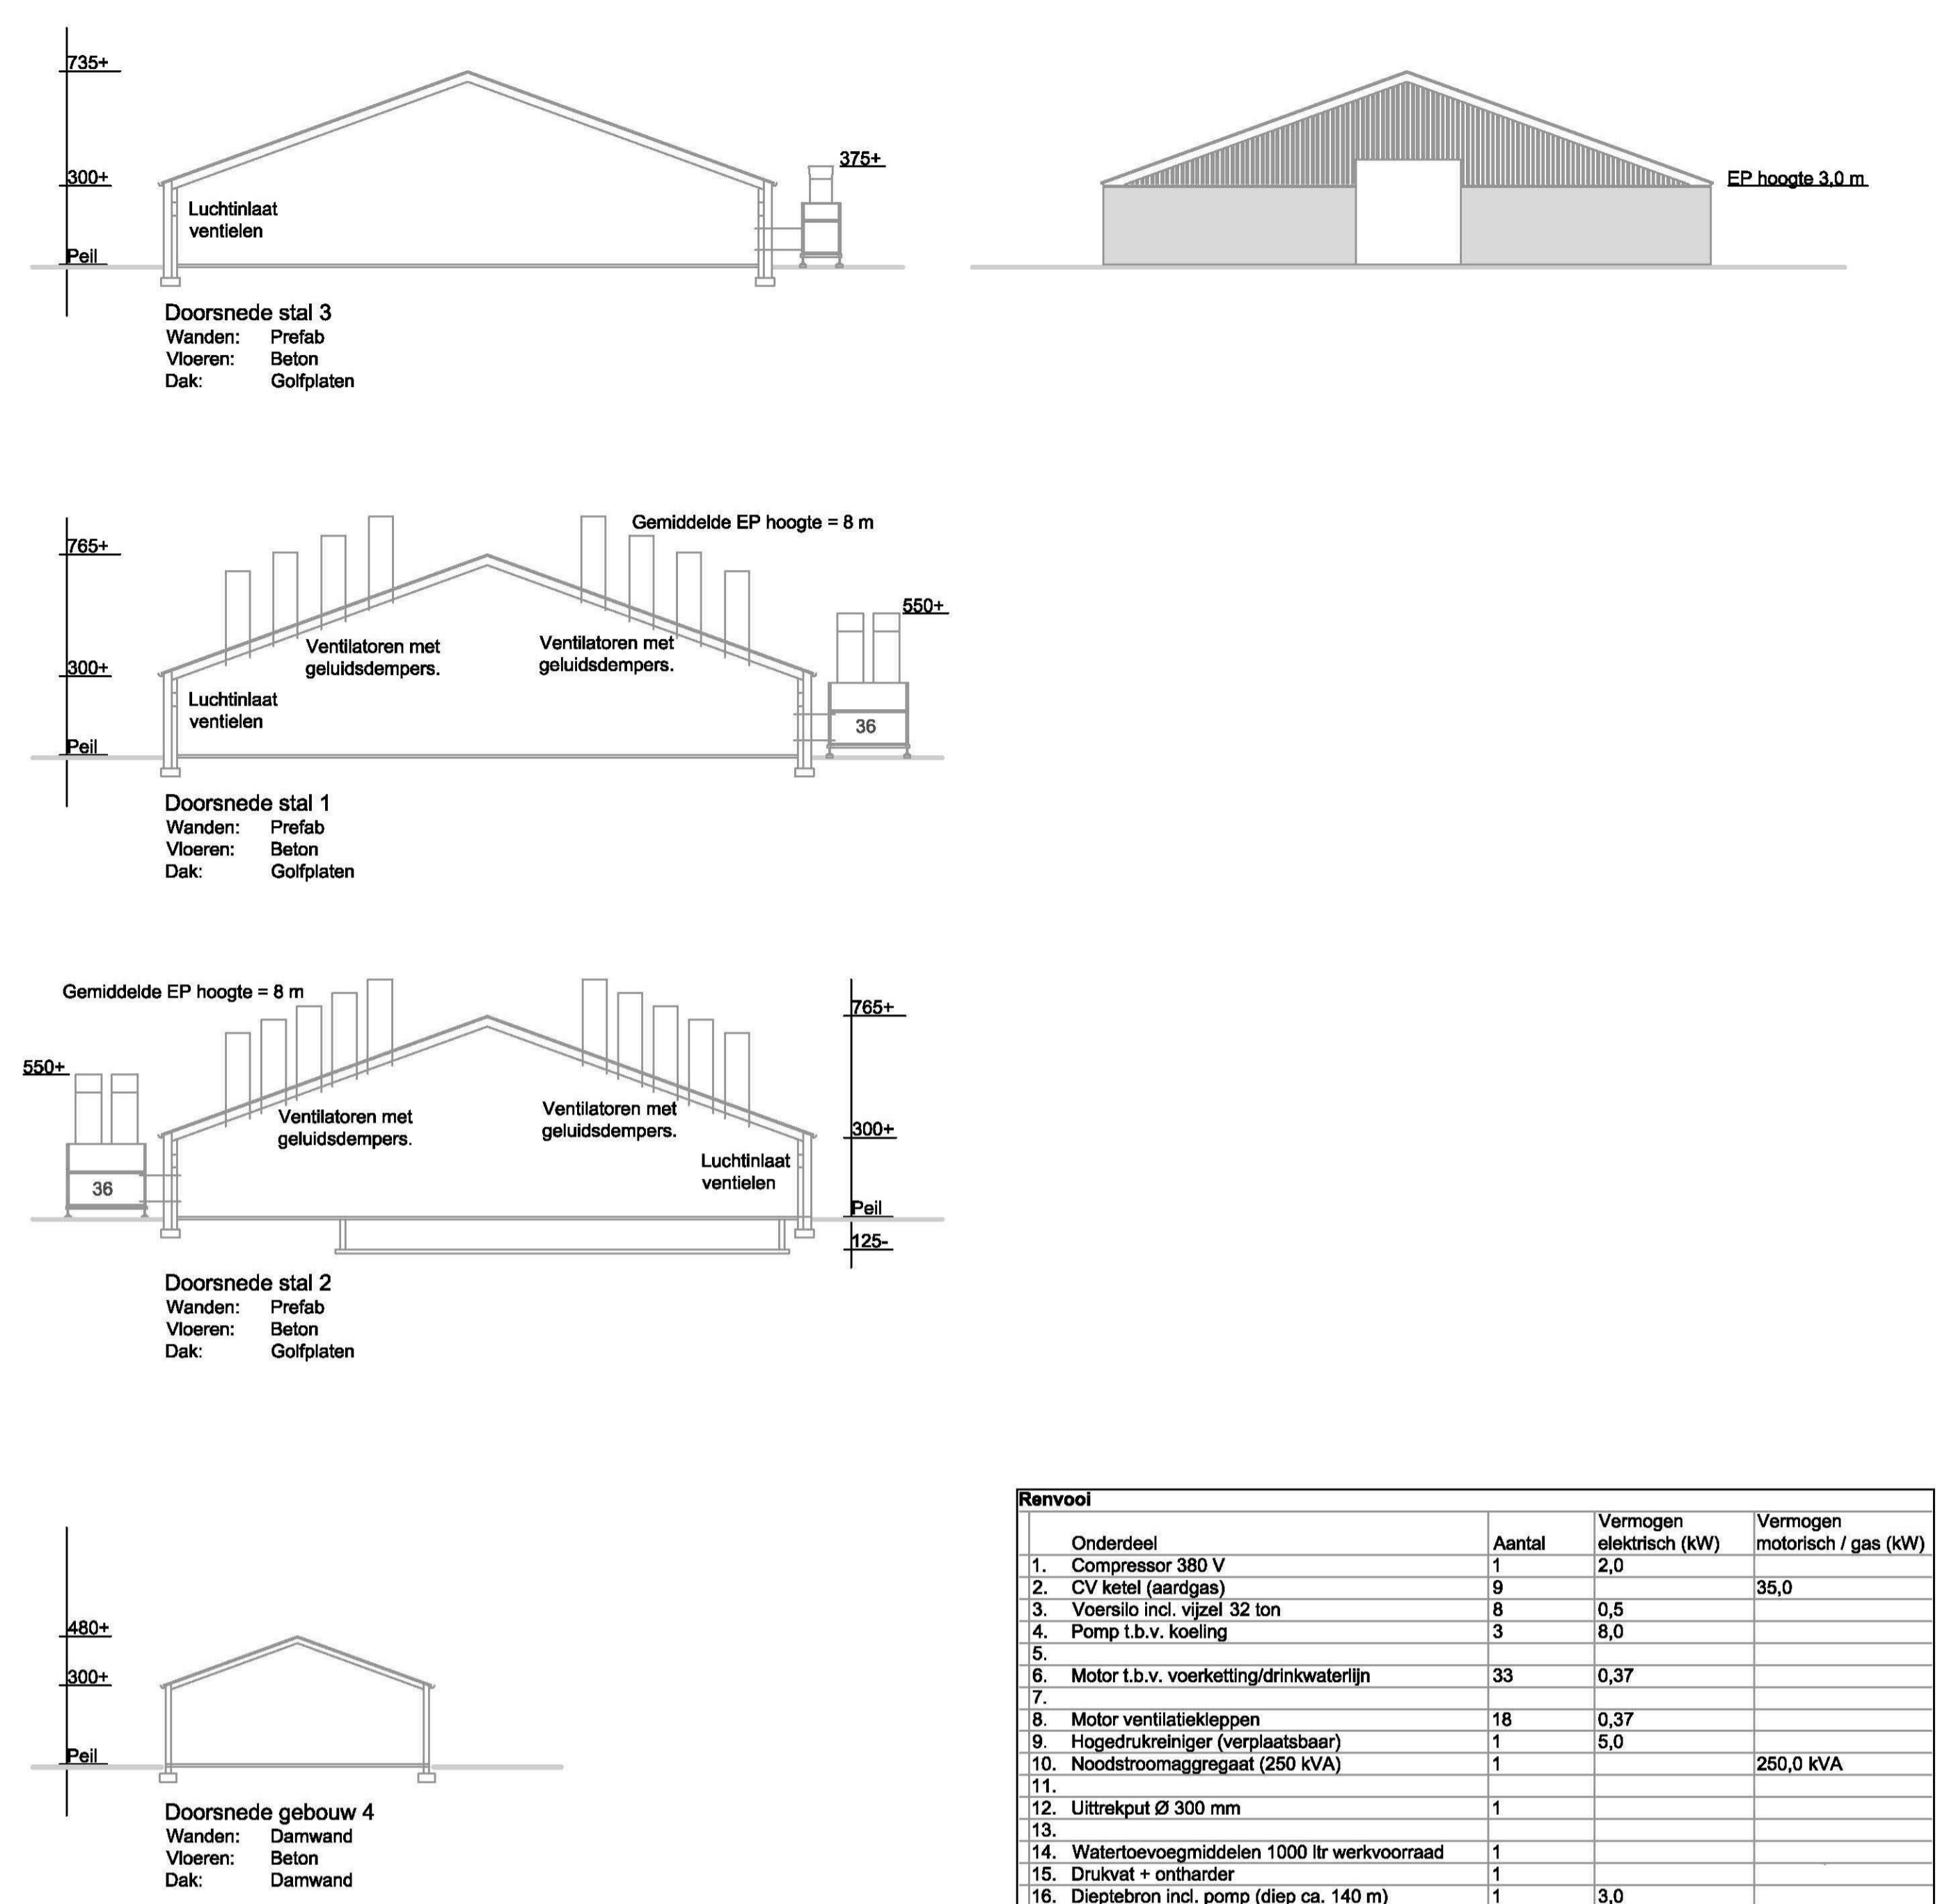 735+
300+
Peil
Luchtinlaat
ventielen
375+
Doorsnede stal 3
Wanden: Prefab
Vloeren: Beton
Dak: Golfplaten
EP hoogte 3,0 m
765+
300+
Peil
Gemiddelde EP hoogte = 8 m
Ventilatoren met
geluidsdempers.
Ventilatoren met
geluidsdempers.
Luchtinlaat
ventielen
550+
36
Doorsnede stal 1
Wanden: Prefab
Vloeren: Beton
Dak: Golfplaten
Gemiddelde EP hoogte = 8 m
550+
36
Ventilatoren met
geluidsdempers.
Ventilatoren met
geluidsdempers.
Luchtinlaat
ventielen
765+
300+
Peil
125-
Doorsnede stal 2
Wanden: Prefab
Vloeren: Beton
Dak: Golfplaten
480+
300+
Peil
Doorsnede gebouw 4
Wanden: Damwand
Vloeren: Beton
Dak: Damwand
Renvooi
Vermogen Vermogen
Onderdeel Aantal elektrisch (kW) motorisch / gas (kW)
1. Compressor 380 V 1 2,0
2. CV ketel (aardgas) 9 35,0
3. Voersilo incl. vijzel 32 ton 8 0,5
4. Pomp t.b.v. koeling 3 8,0
5.
6. Motor t.b.v. voerketting/drinkwaterlijn 33 0,37
7.
8. Motor ventilatiekleppen 18 0,37
9. Hogedrukreiniger (verplaatsbaar) 1 5,0
10. Noodstroomaggregaat (250 kVA) 1 250,0 kVA
11.
12. Uittrekput Ø 300 mm 1
13.
14. Watertoevoegmiddelen 1000 ltr werkvoorraad 1
15. Drukvat + ontharder 1
16. Dieptebron incl. pomp (diep ca. 140 m) 1 3,0